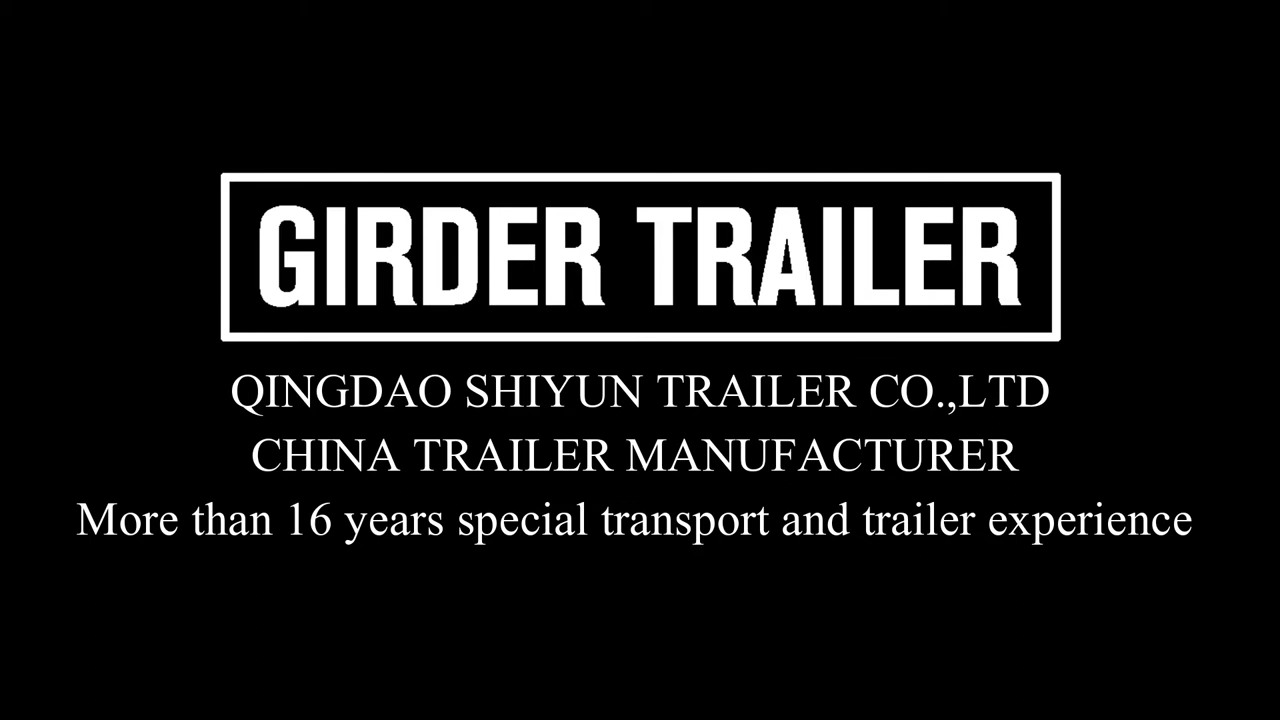 GIRDER TRAILER
QINGDAO SHIYUN TRAILER CO.,LTD
CHINA TRAILER MANUFACTURER
More than 16 years special transport and trailer experience